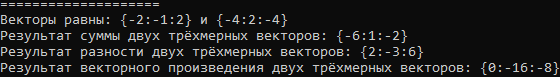 ====================
Векторы равны: {-2:-1:2} и {-4:2:-4}
Результат суммы двух трёхмерных векторов: {-6:1:-2}
Результат разности двух трёхмерных векторов: {2:-3:6}
Результат векторного произведения двух трёхмерных векторов: {0:-16:-8}